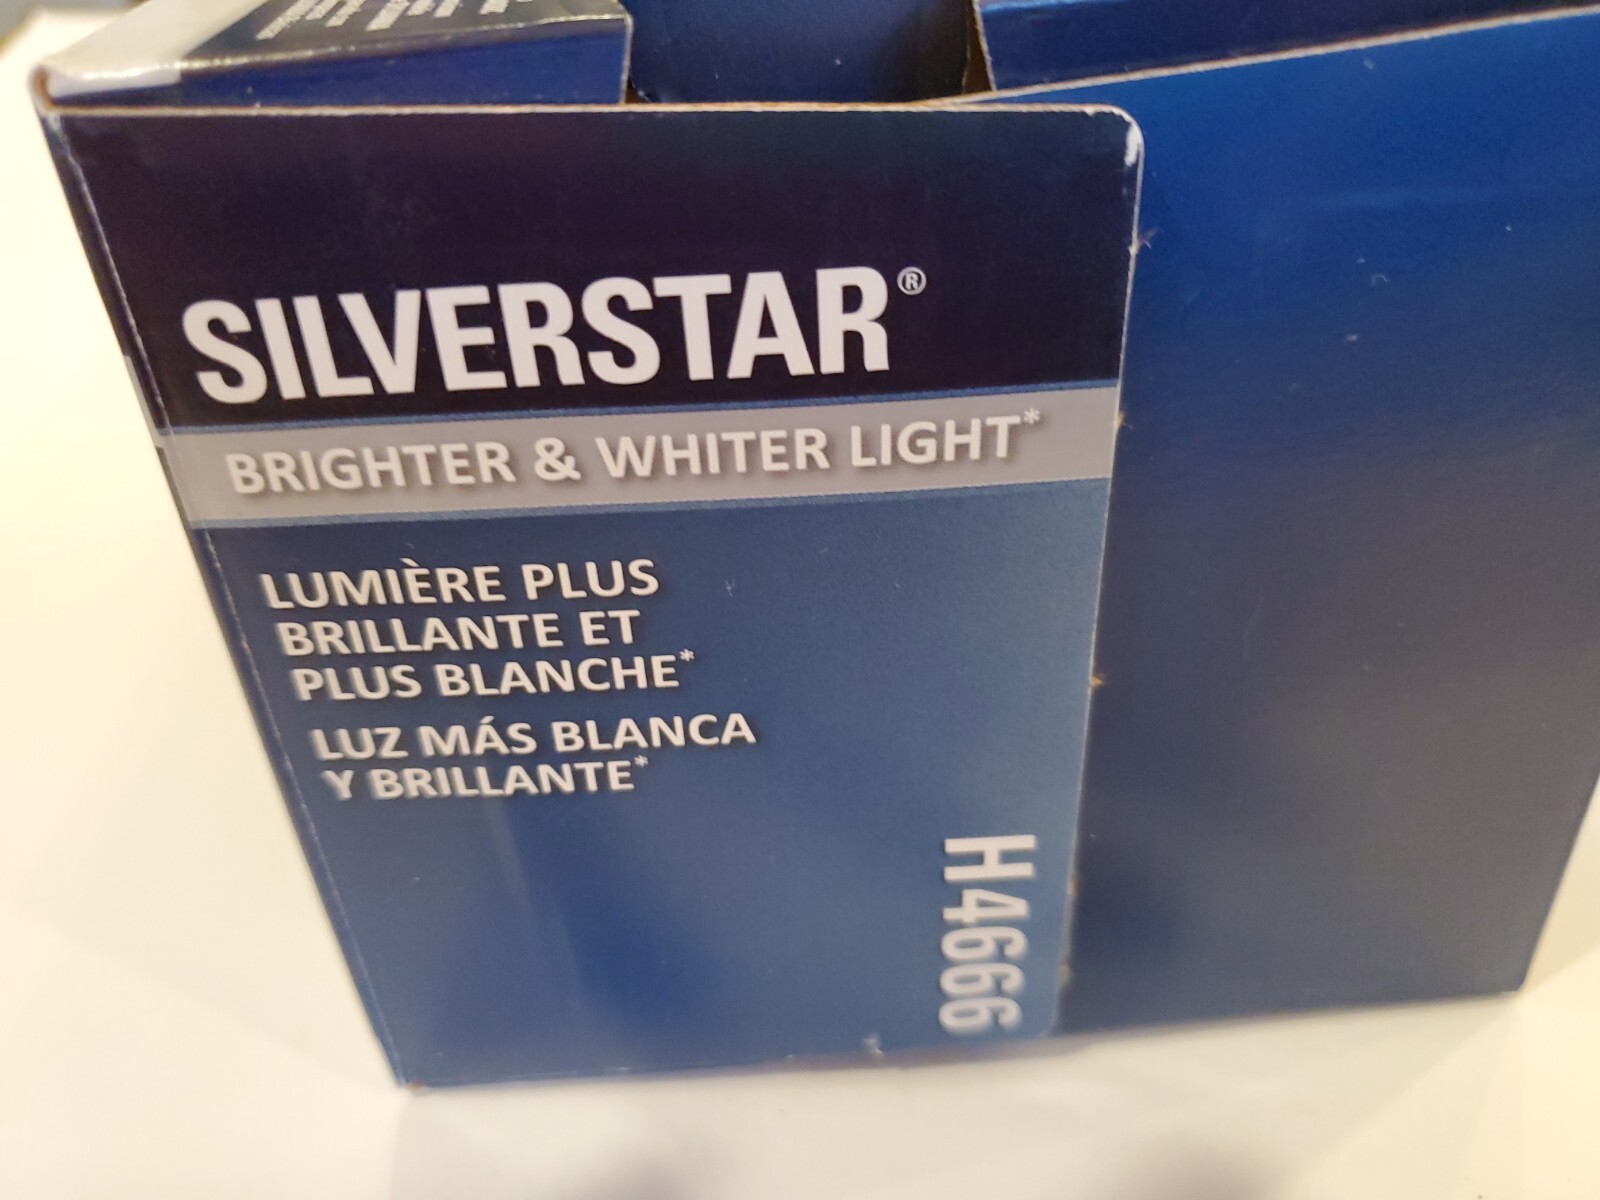 SILVERSTAR®
BRIGHTER & WHITER LIGHT*
LUMIÈRE PLUS
BRILLANTE ET
PLUS BLANCHE*
LUZ MÁS BLANCA
Y BRILLANTE*
H4666